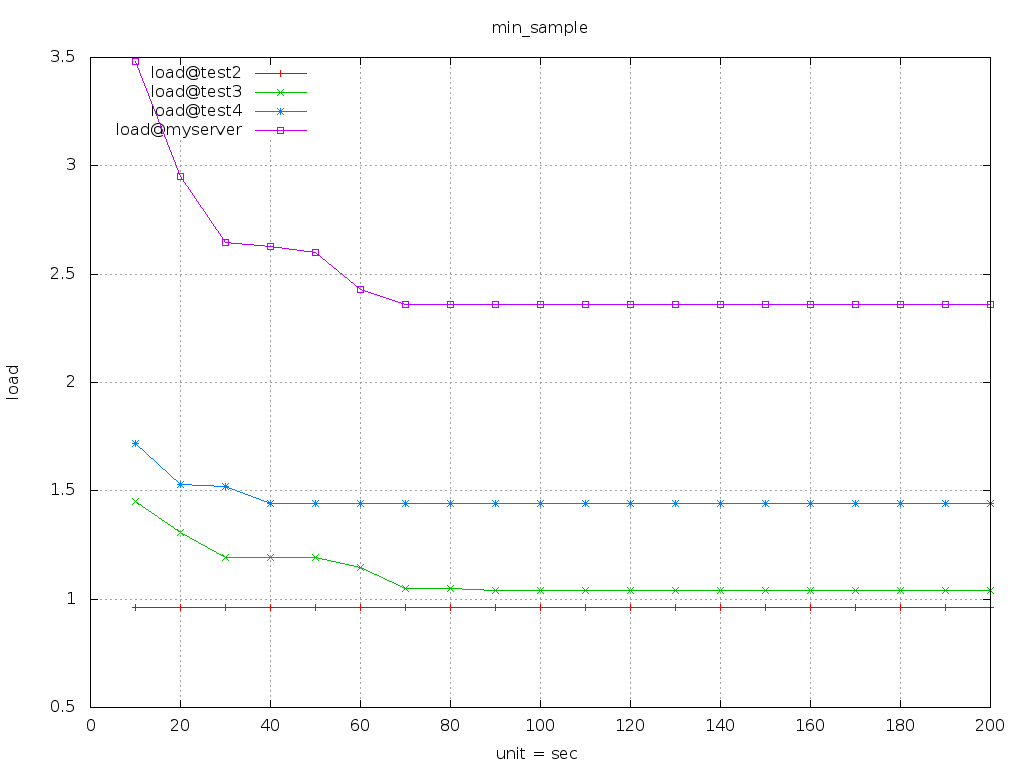 min_sample
3.5
load@test2
load@test3
load@test4
load@myserver
3
2.5
2
load
1.5
1
0.5
0 20 40 60 80 100 120 140 160 180 200
unit = sec